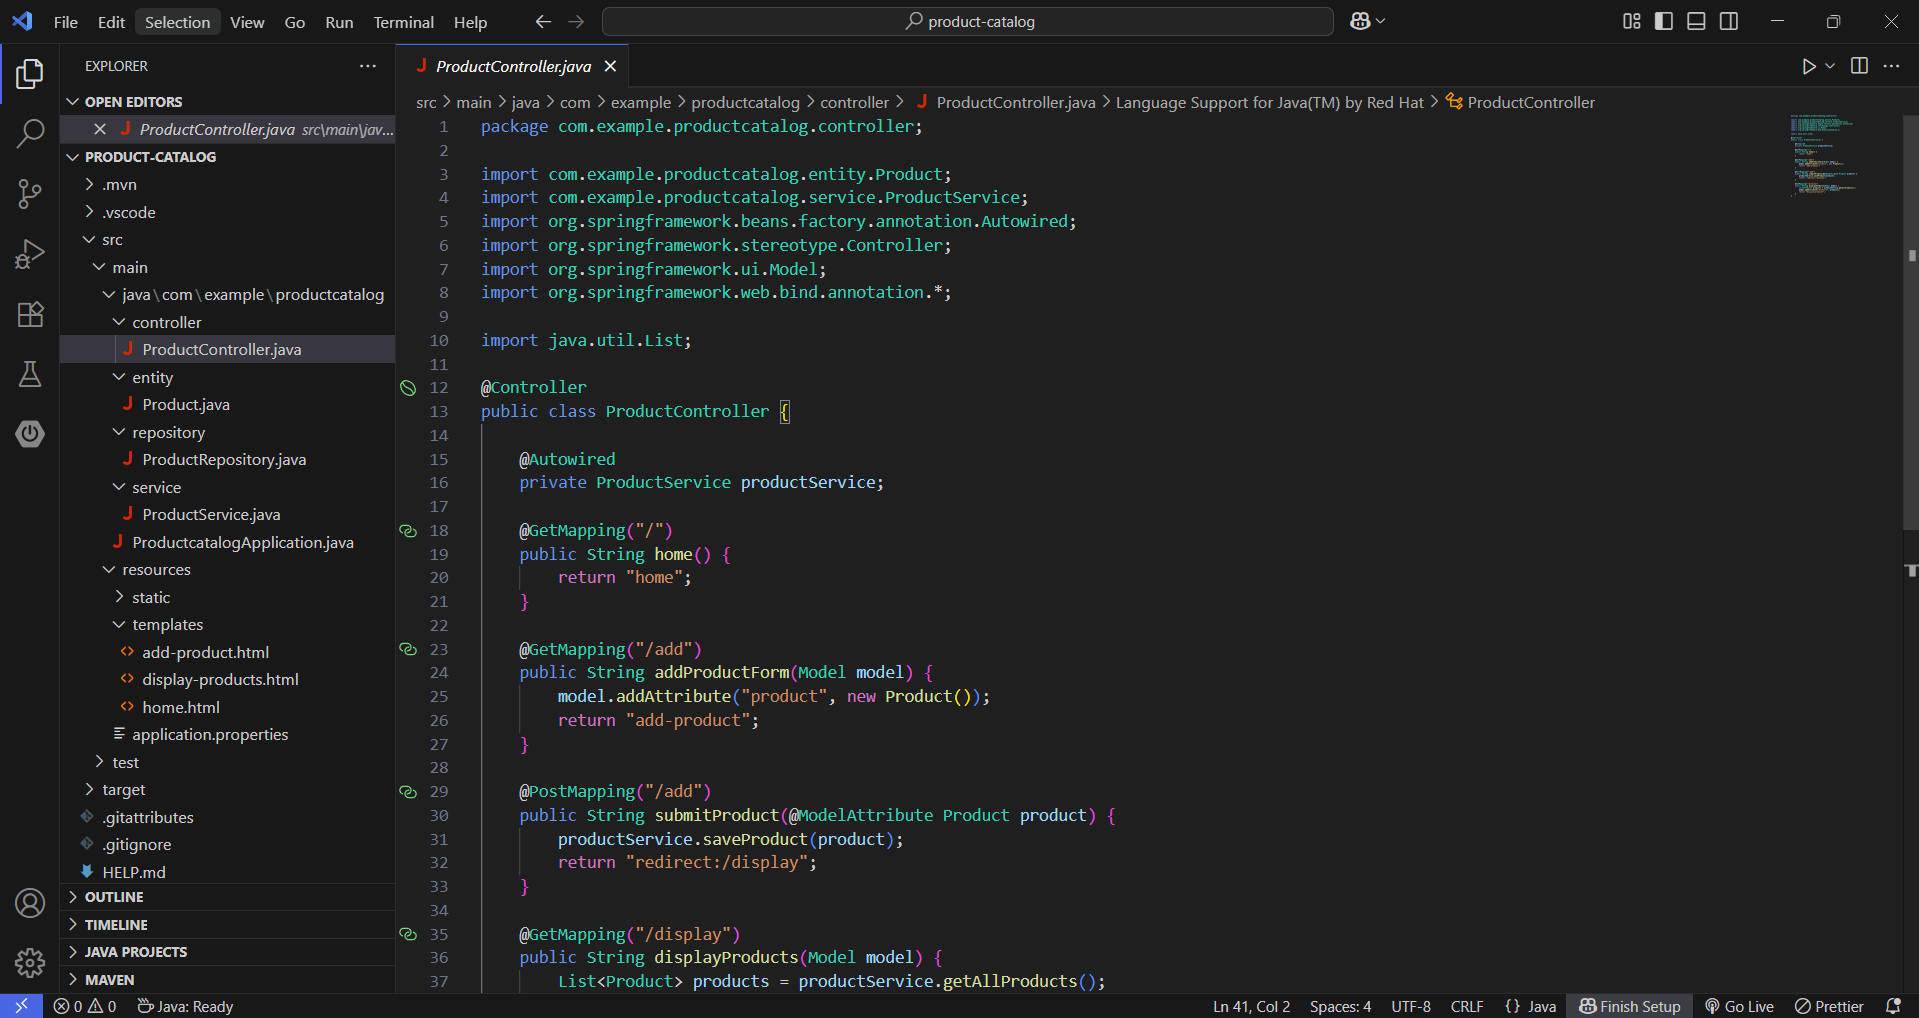 File Edit Selection View Go Run Terminal Help
product-catalog
EXPLORER
OPEN EDITORS
ProductController.java src\main\jav...
PRODUCT-CATALOG
.mvn
.vscode
src
main
java\com\example\productcatalog
controller
ProductController.java
entity
Product.java
repository
ProductRepository.java
service
ProductService.java
ProductcatalogApplication.java
resources
static
templates
add-product.html
display-products.html
home.html
application.properties
test
target
.gitattributes
.gitignore
HELP.md
OUTLINE
TIMELINE
JAVA PROJECTS
MAVEN
ProductController.java
src > main > java > com > example > productcatalog > controller > ProductController.java > Language Support for Java(TM) by Red Hat > ProductController
1 package com.example.productcatalog.controller;
2
3 import com.example.productcatalog.entity.Product;
4 import com.example.productcatalog.service.ProductService;
5 import org.springframework.beans.factory.annotation.Autowired;
6 import org.springframework.stereotype.Controller;
7 import org.springframework.ui.Model;
8 import org.springframework.web.bind.annotation.*;
9
10 import java.util.List;
11
12 @Controller
13 public class ProductController {
14
15 @Autowired
16 private ProductService productService;
17
18 @GetMapping("/")
19 public String home() {
20 return "home";
21 }
22
23 @GetMapping("/add")
24 public String addProductForm(Model model) {
25 model.addAttribute("product", new Product());
26 return "add-product";
27 }
28
29 @PostMapping("/add")
30 public String submitProduct(@ModelAttribute Product product) {
31 productService.saveProduct(product);
32 return "redirect:/display";
33 }
34
35 @GetMapping("/display")
36 public String displayProducts(Model model) {
37 List<Product> products = productService.getAllProducts();
0 0 Java: Ready
Ln 41, Col 2 Spaces: 4 UTF-8 CRLF {} Java Finish Setup Go Live Prettier